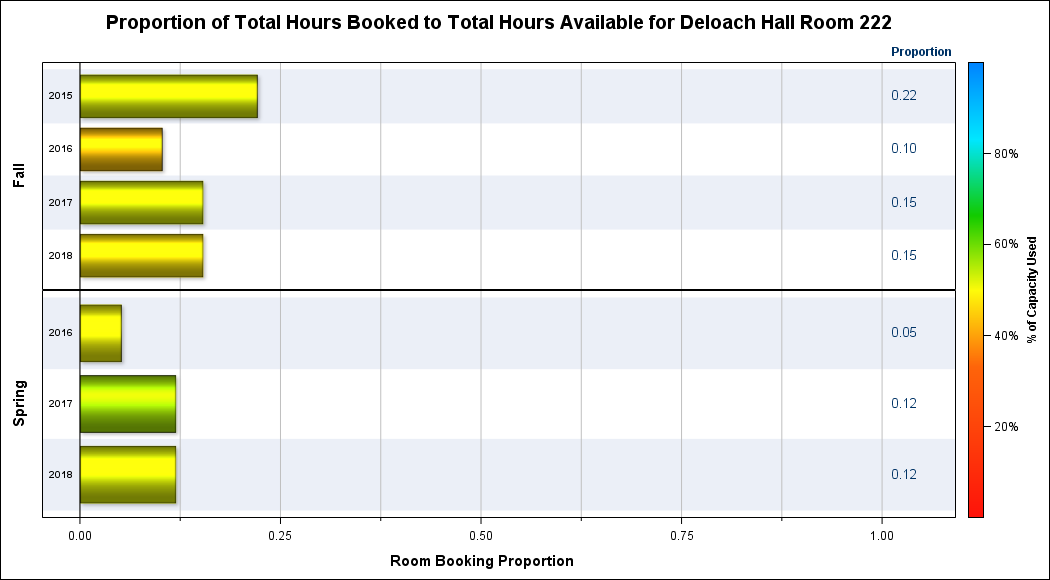 Proportion of Total Hours Booked to Total Hours Available for Deloach Hall Room 222
Proportion
Fall
2015 0.22
2016 0.10
2017 0.15
2018 0.15
Spring
2016 0.05
2017 0.12
2018 0.12
0.00 0.25 0.50 0.75 1.00
Room Booking Proportion
80%
60%
40%
20%
% of Capacity Used